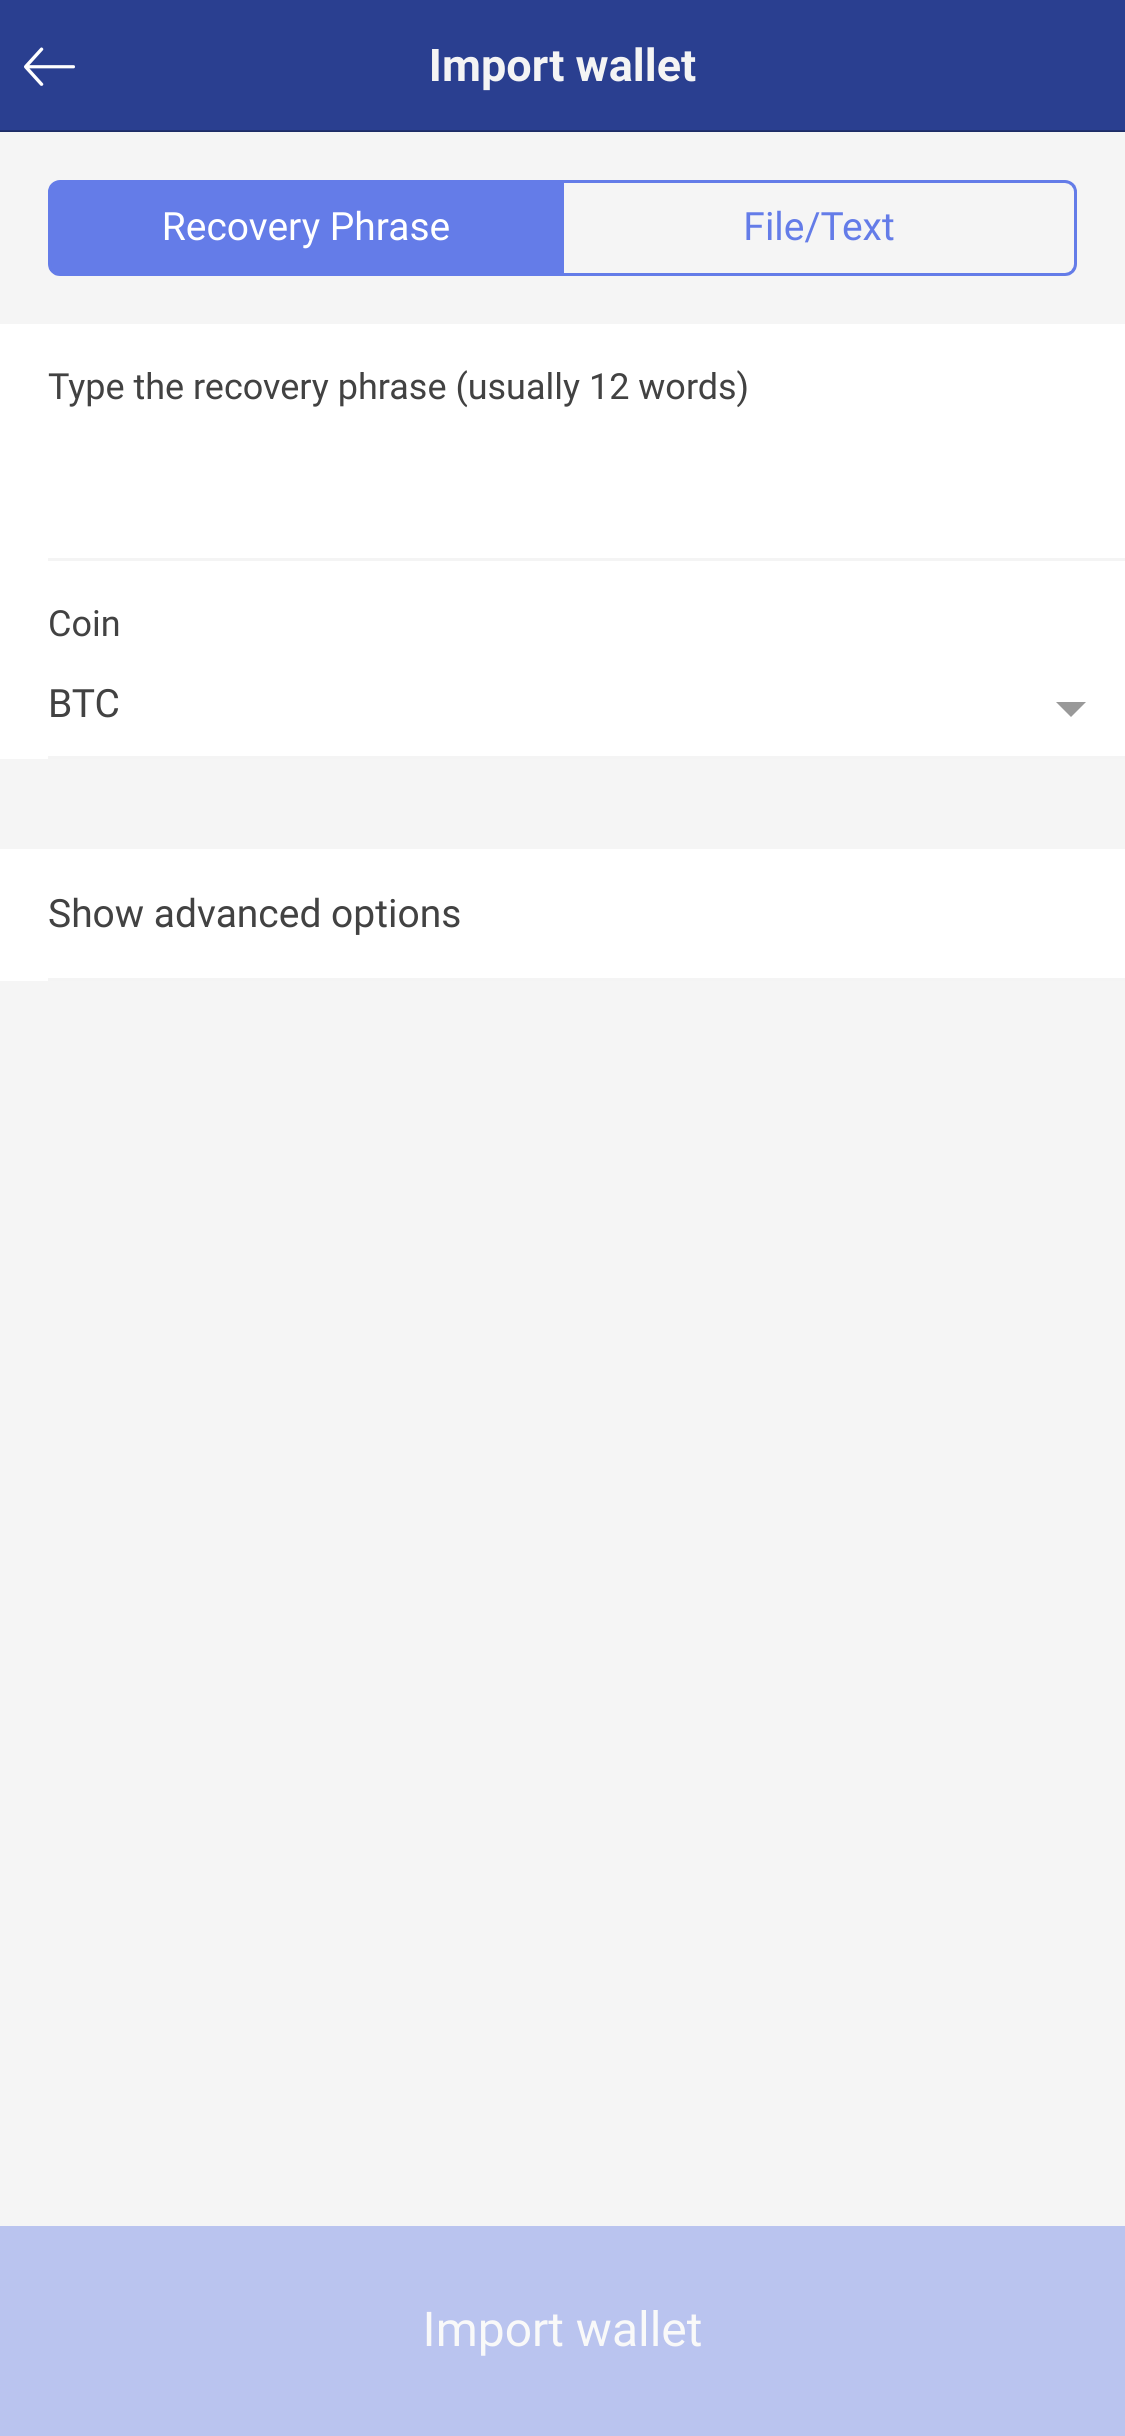 Import wallet
Recovery Phrase
File/Text
Type the recovery phrase (usually 12 words)
Coin
BTC
Show advanced options
Import wallet